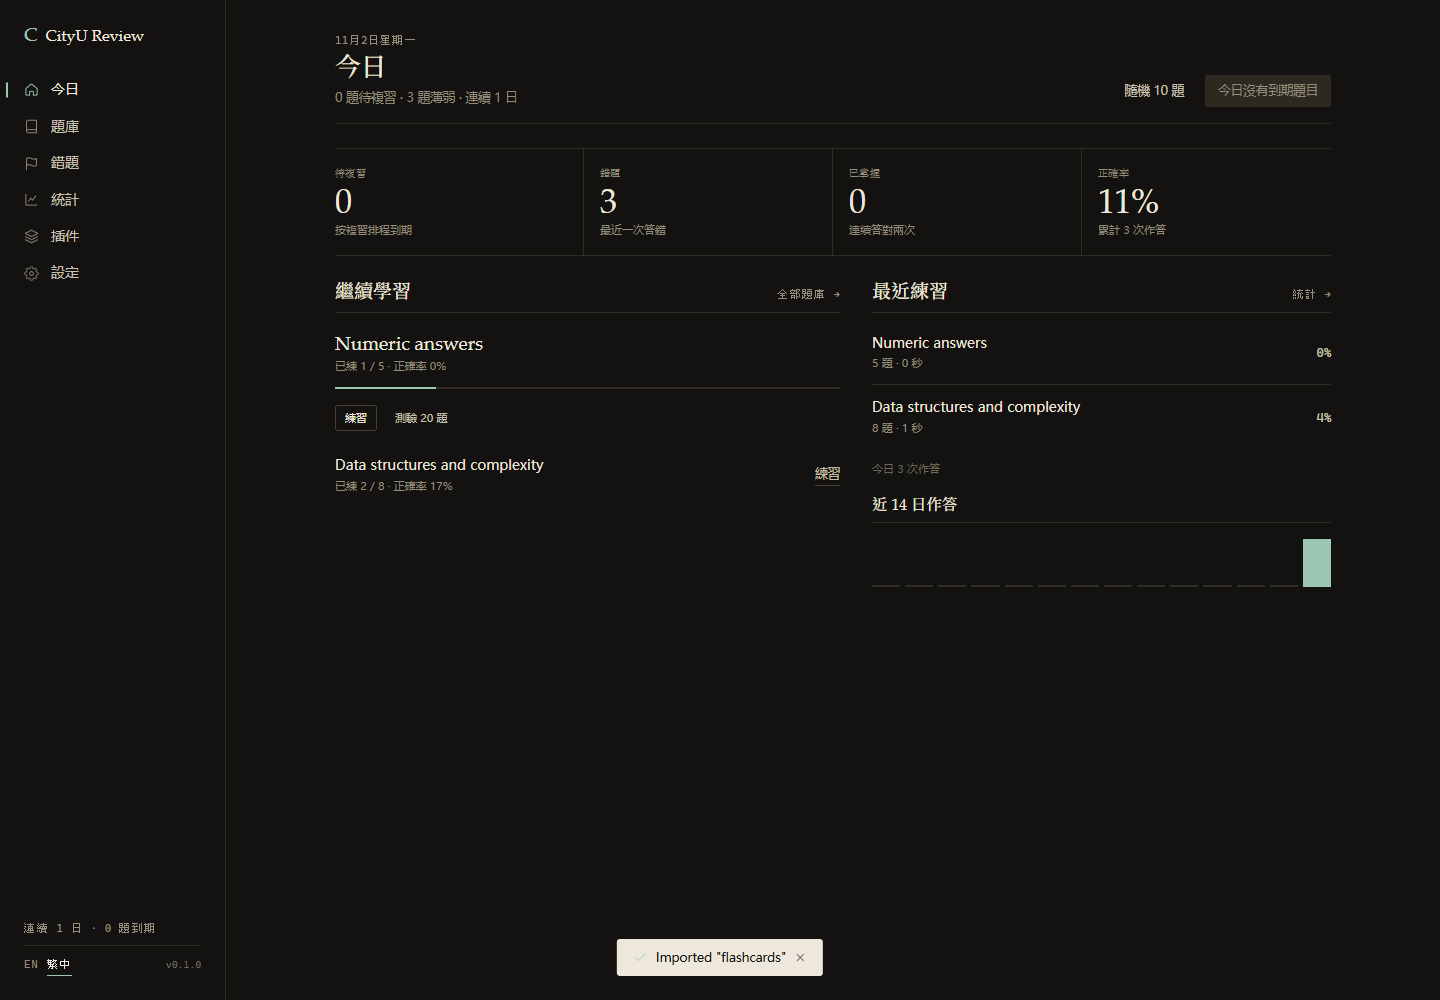 C CityU Review
今日
題庫
錯題
統計
插件
設定
連續 1 日 · 0 題到期
EN 繁中 v0.1.0
11月2日星期一
今日
0 題待複習 · 3 題薄弱 · 連續 1 日
隨機 10 題
今日沒有到期題目
待複習
0
按複習排程到期
錯題
3
最近一次答錯
已掌握
0
連續答對兩次
正確率
11%
累計 3 次作答
繼續學習
全部題庫 →
Numeric answers
已練 1 / 5 · 正確率 0%
練習
測驗 20 題
Data structures and complexity
已練 2 / 8 · 正確率 17%
練習
最近練習
統計 →
Numeric answers
5 題 · 0 秒
0%
Data structures and complexity
8 題 · 1 秒
4%
今日 3 次作答
近 14 日作答
Imported "flashcards" ×